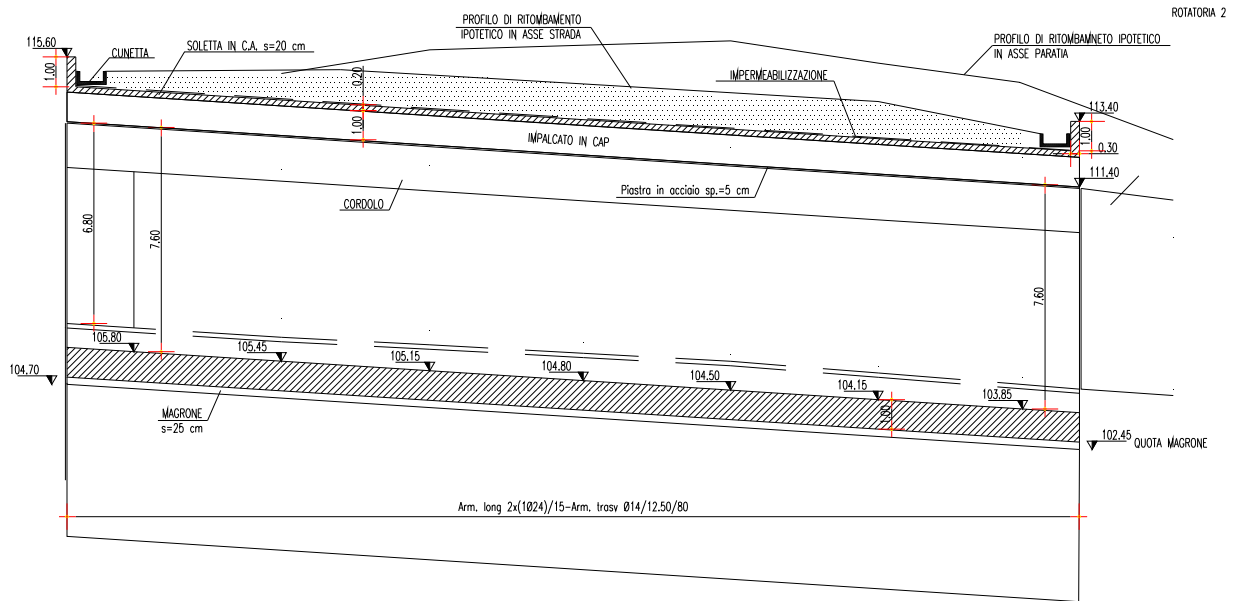 ROTATORIA 2
PROFILO DI RITOMBAMENTO
IPOTETICO IN ASSE STRADA
PROFILO DI RITOMBAMNETO IPOTETICO
IN ASSE PARATIA
115.60
CUNETTA
SOLETTA IN C.A. s=20 cm
IMPERMEABILIZZAZIONE
1.00
0.20
1.00
113.40
1.00
0.30
IMPALCATO IN CAP
111.40
Piastra in acciaio sp.=5 cm
CORDOLO
6.80
7.60
7.60
105.80
105.45
105.15
104.80
104.50
104.15
103.85
104.70
1.00
MAGRONE
s=25 cm
102.45
QUOTA MAGRONE
Arm. long 2x(1Ø24)/15-Arm. trasv Ø14/12.50/80